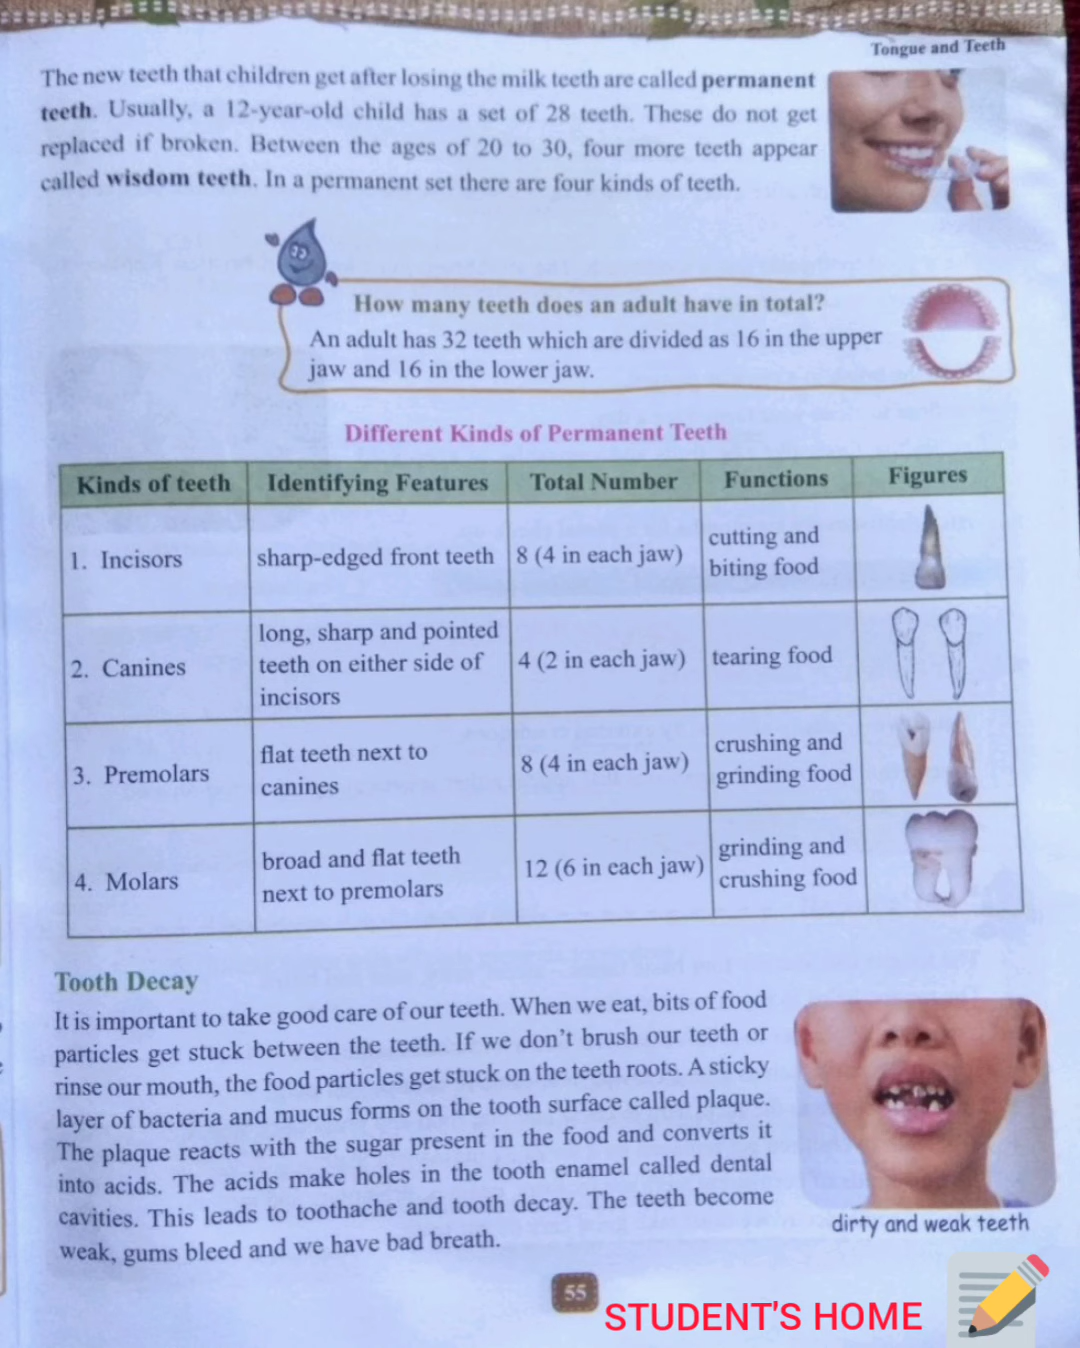 Tongue and Teeth
The new teeth that children get after losing the milk teeth are called permanent
teeth. Usually, a 12-year-old child has a set of 28 teeth. These do not get
replaced if broken. Between the ages of 20 to 30, four more teeth appear
called wisdom teeth. In a permanent set there are four kinds of teeth.
How many teeth does an adult have in total?
An adult has 32 teeth which are divided as 16 in the upper
jaw and 16 in the lower jaw.
Different Kinds of Permanent Teeth
Kinds of teeth Identifying Features Total Number Functions Figures
1. Incisors
sharp-edged front teeth
8 (4 in each jaw)
cutting and
biting food
2. Canines
long, sharp and pointed
teeth on either side of
incisors
4 (2 in each jaw)
tearing food
3. Premolars
flat teeth next to
canines
8 (4 in each jaw)
crushing and
grinding food
4. Molars
broad and flat teeth
next to premolars
12 (6 in each jaw)
grinding and
crushing food
Tooth Decay
It is important to take good care of our teeth. When we eat, bits of food
particles get stuck between the teeth. If we don't brush our teeth or
rinse our mouth, the food particles get stuck on the teeth roots. A sticky
layer of bacteria and mucus forms on the tooth surface called plaque.
The plaque reacts with the sugar present in the food and converts it
into acids. The acids make holes in the tooth enamel called dental
cavities. This leads to toothache and tooth decay. The teeth become
weak, gums bleed and we have bad breath.
dirty and weak teeth
55
STUDENT'S HOME